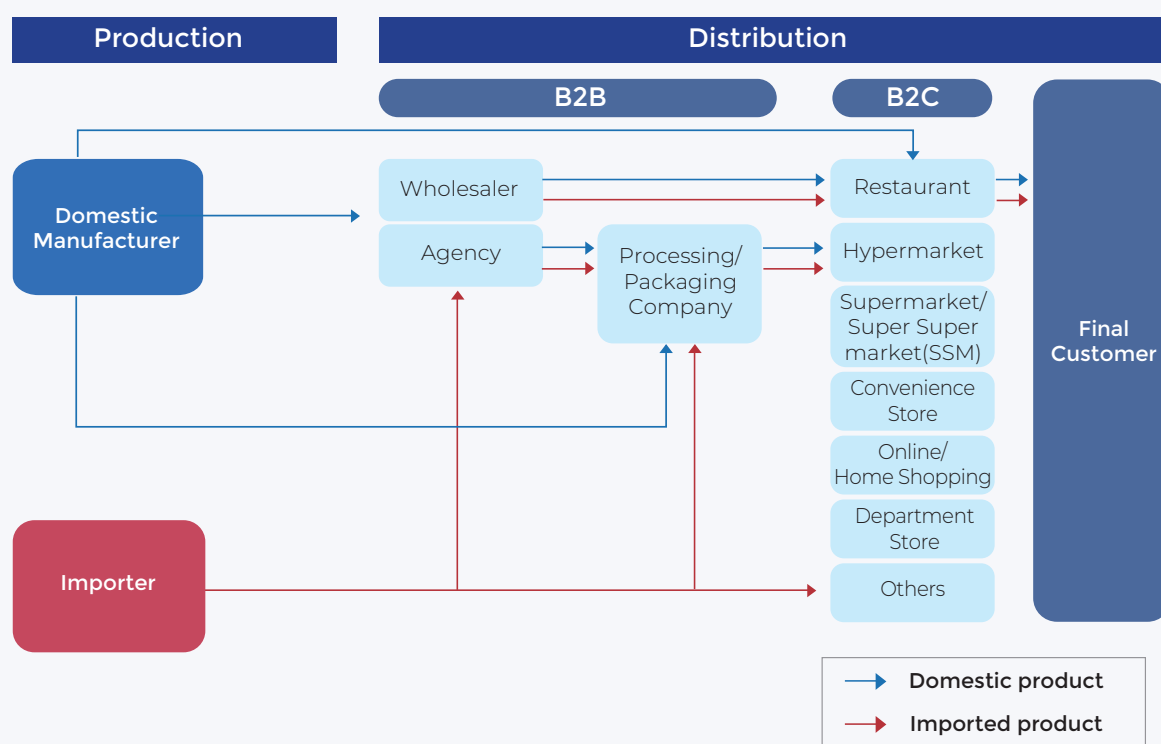 Production
Distribution
B2B
B2C
Domestic
Manufacturer
Wholesaler
Agency
Processing/
Packaging
Company
Restaurant
Hypermarket
Supermarket/
Super Super
market(SSM)
Convenience
Store
Online/
Home Shopping
Department
Store
Others
Final
Customer
Importer
Domestic product
Imported product